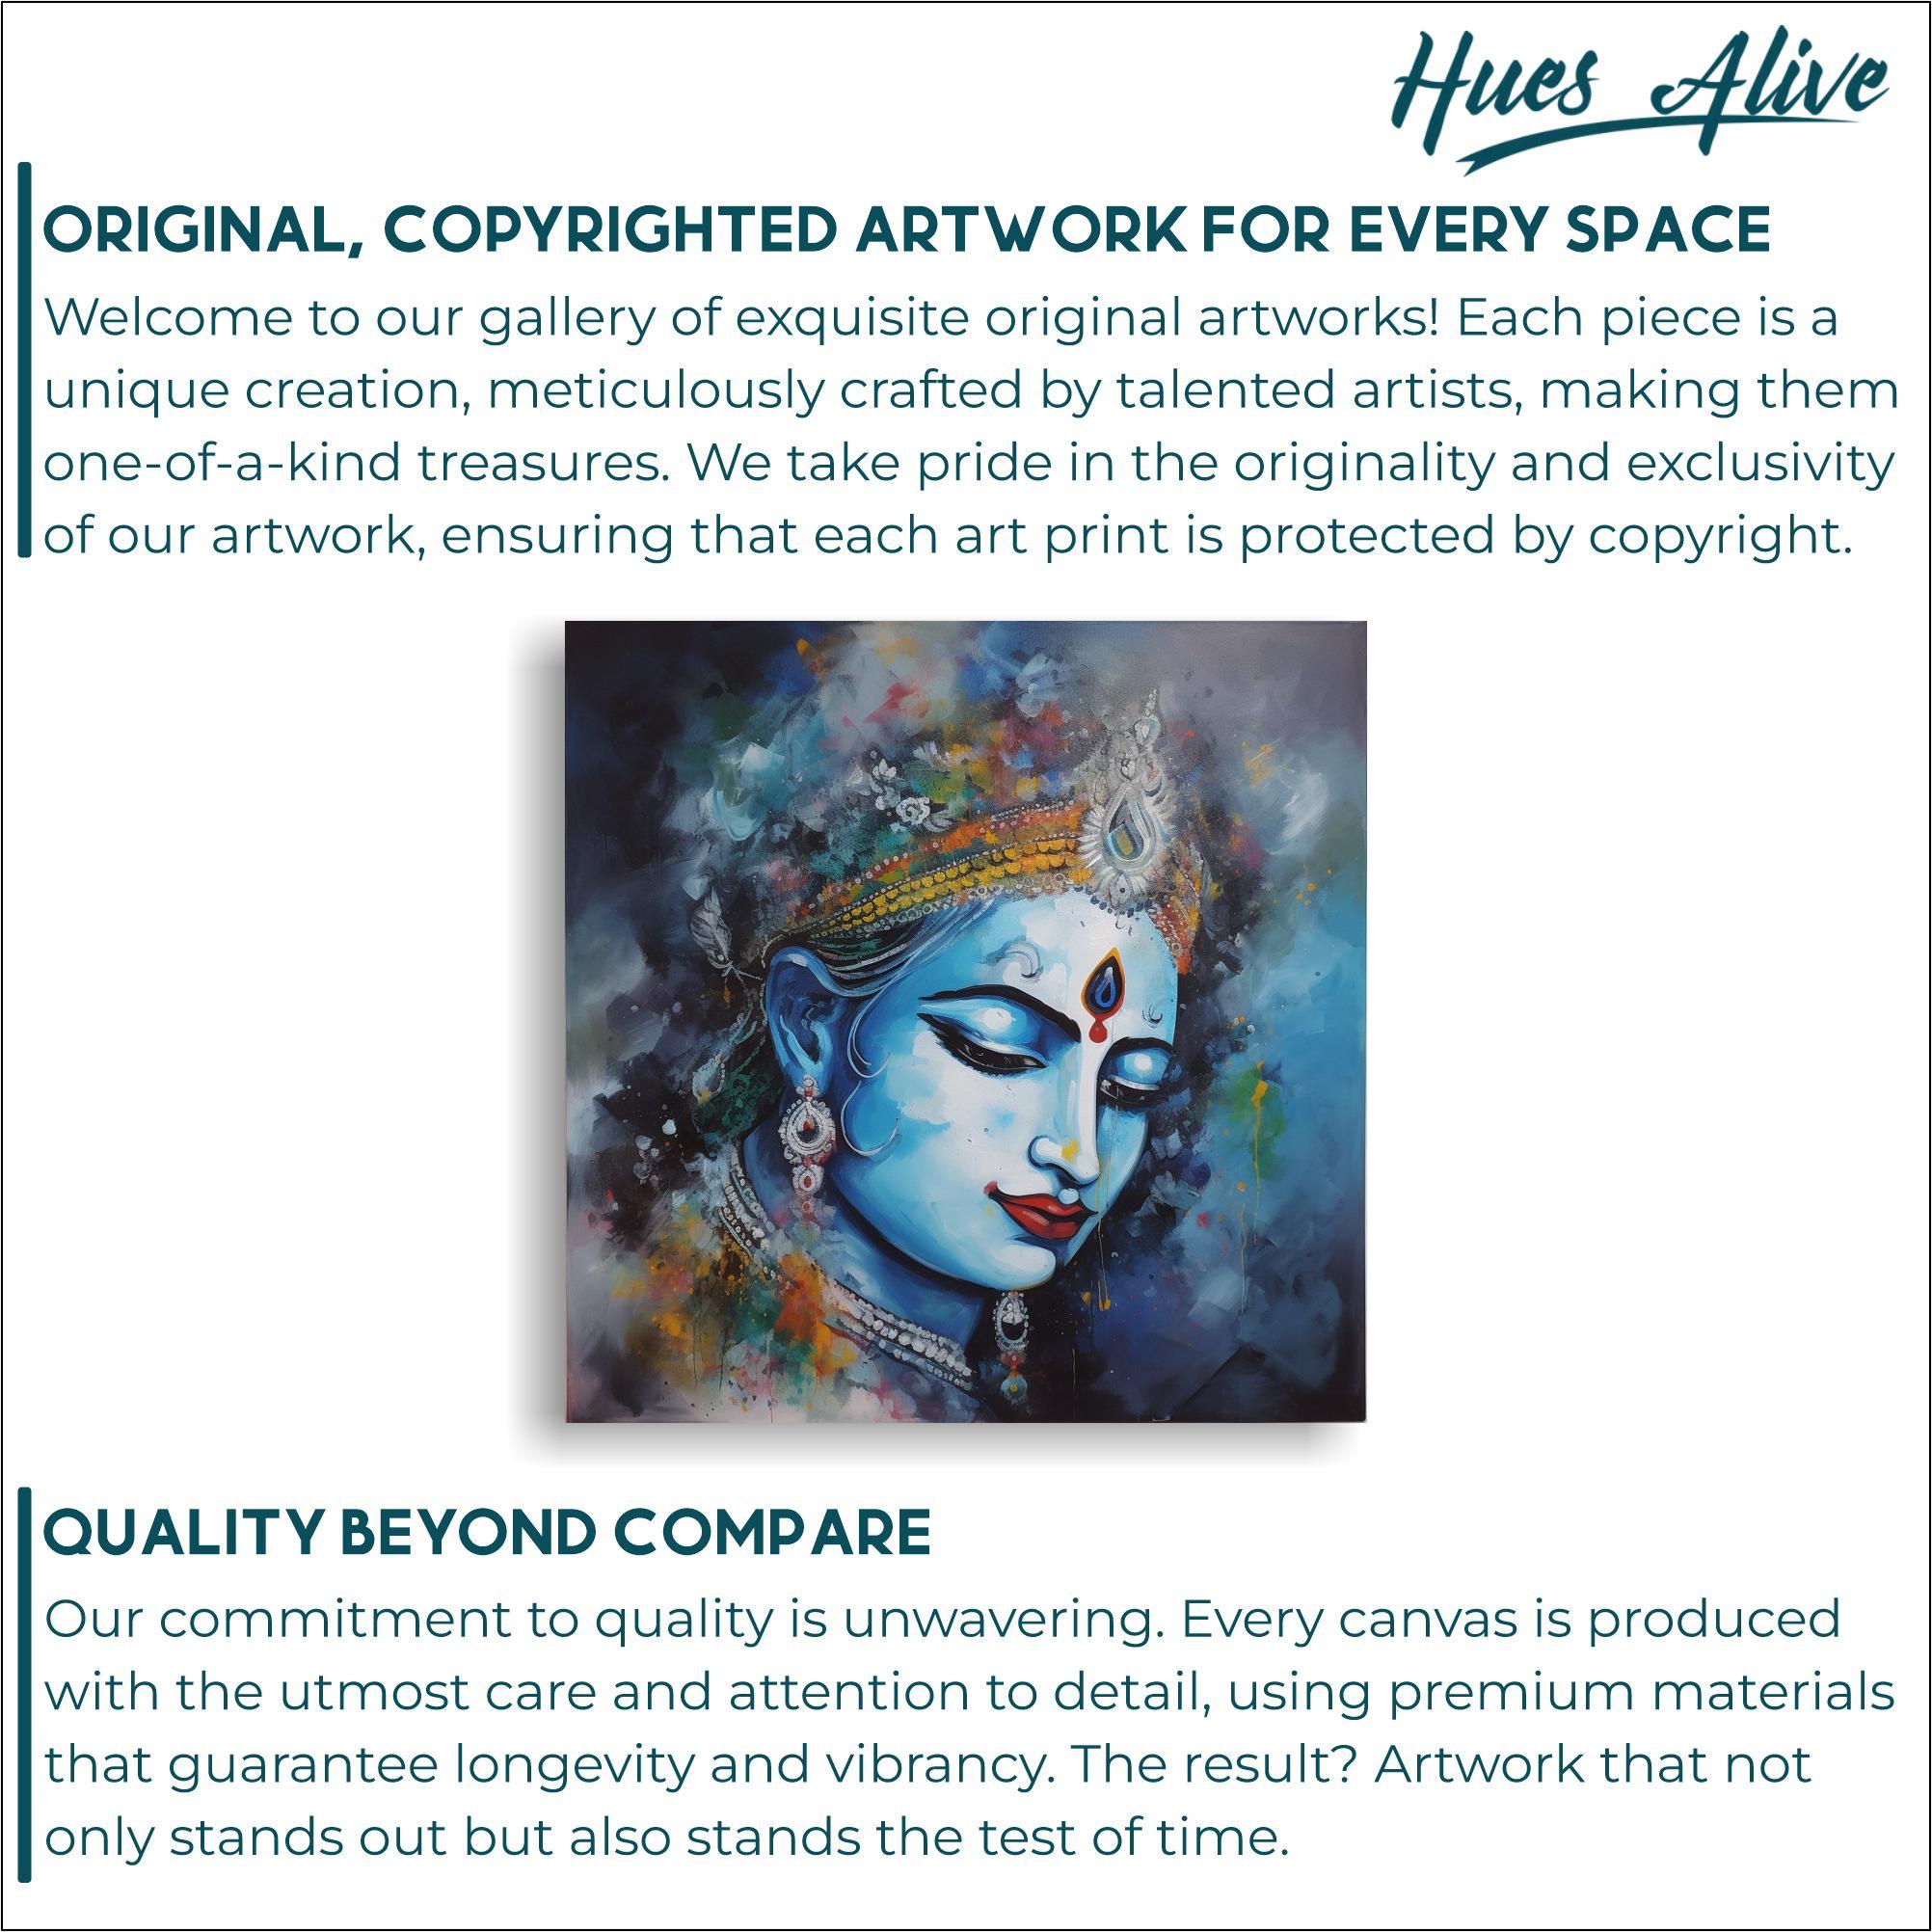 Hues Alive
ORIGINAL, COPYRIGHTED ARTWORK FOR EVERY SPACE
Welcome to our gallery of exquisite original artworks! Each piece is a
unique creation, meticulously crafted by talented artists, making them
one-of-a-kind treasures. We take pride in the originality and exclusivity
of our artwork, ensuring that each art print is protected by copyright.
QUALITY BEYOND COMPARE
Our commitment to quality is unwavering. Every canvas is produced
with the utmost care and attention to detail, using premium materials
that guarantee longevity and vibrancy. The result? Artwork that not
only stands out but also stands the test of time.